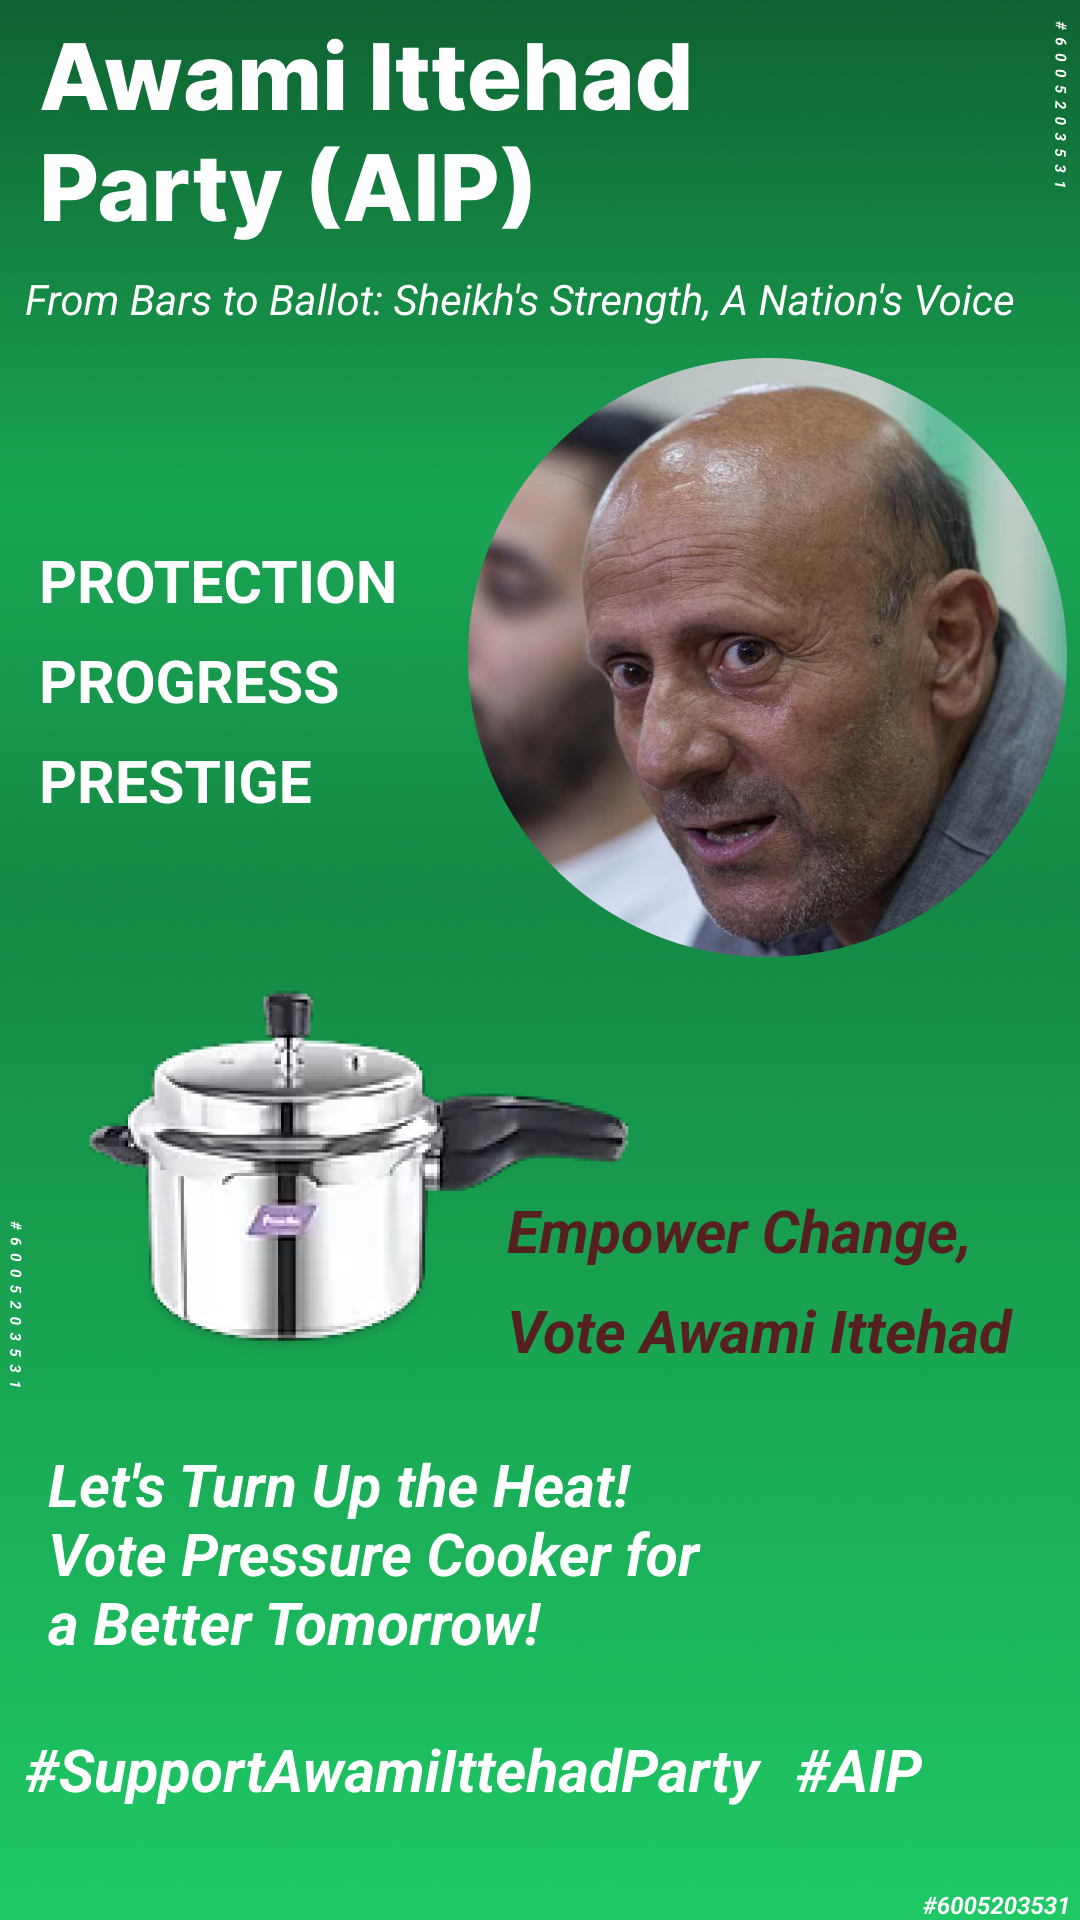 Awami Ittehad
Party (AIP)
#6005203531
From Bars to Ballot: Sheikh's Strength, A Nation's Voice
PROTECTION
PROGRESS
PRESTIGE
Empower Change,
Vote Awami Ittehad
#6005203531
Let's Turn Up the Heat!
Vote Pressure Cooker for
a Better Tomorrow!
#SupportAwamiIttehadParty #AIP
#6005203531